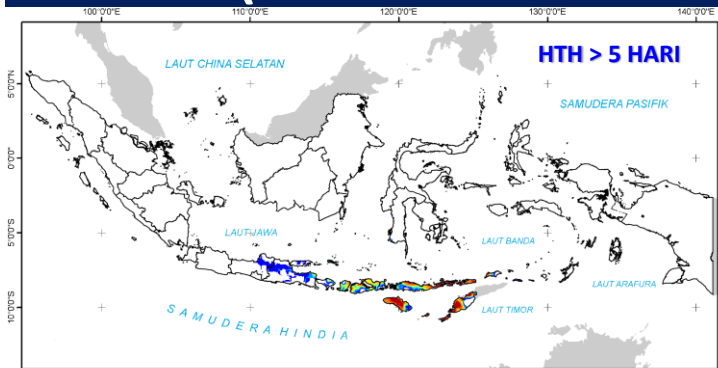 100°0'0"E 110°0'0"E 120°0'0"E 130°0'0"E 140°0'0"E
HTH > 5 HARI
LAUT CHINA SELATAN
5°0'0"N
SAMUDERA PASIFIK
0°0'0"
LAUT JAWA
5°0'0"S
LAUT BANDA
LAUT ARAFURA
10°0'0"S
LAUT TIMOR
SAMUDERA HINDIA